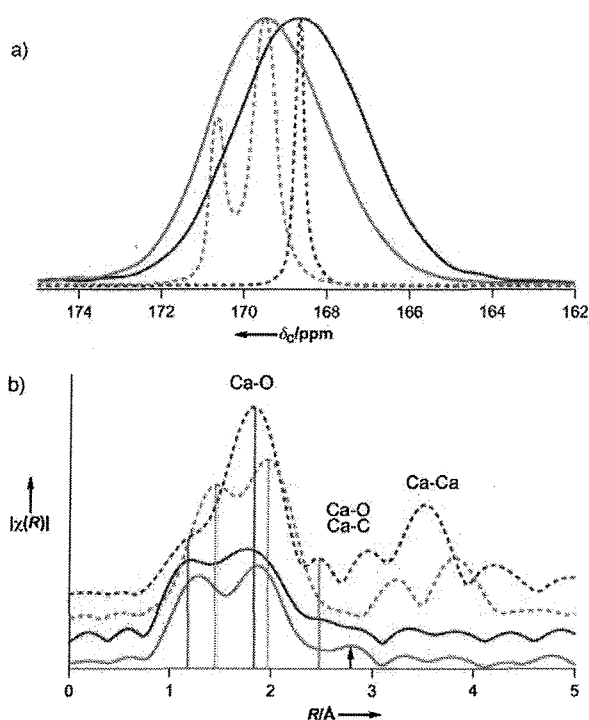 a)
174 172 170 168 166 164 162
δC/ppm
b)
Ca-O
Ca-O
Ca-C
Ca-Ca
|χ(R)|
0 1 2 3 4 5
R/Å